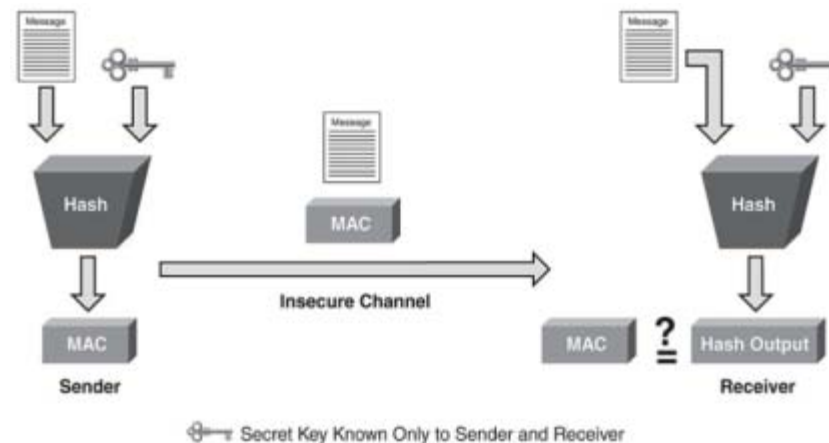 Message
Message
Message
Hash
Hash
MAC
Insecure Channel
MAC
MAC
?
=
Hash Output
Sender
Receiver
Secret Key Known Only to Sender and Receiver